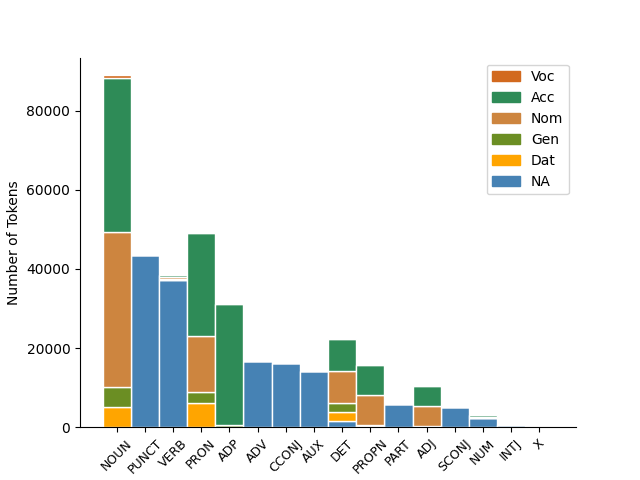 Voc
Acc
Nom
Gen
Dat
NA
Number of Tokens
80000
60000
40000
20000
0
NOUN
PUNCT
VERB
PRON
ADP
ADV
CCONJ
AUX
DET
PROPN
PART
ADJ
SCONJ
NUM
INTJ
X